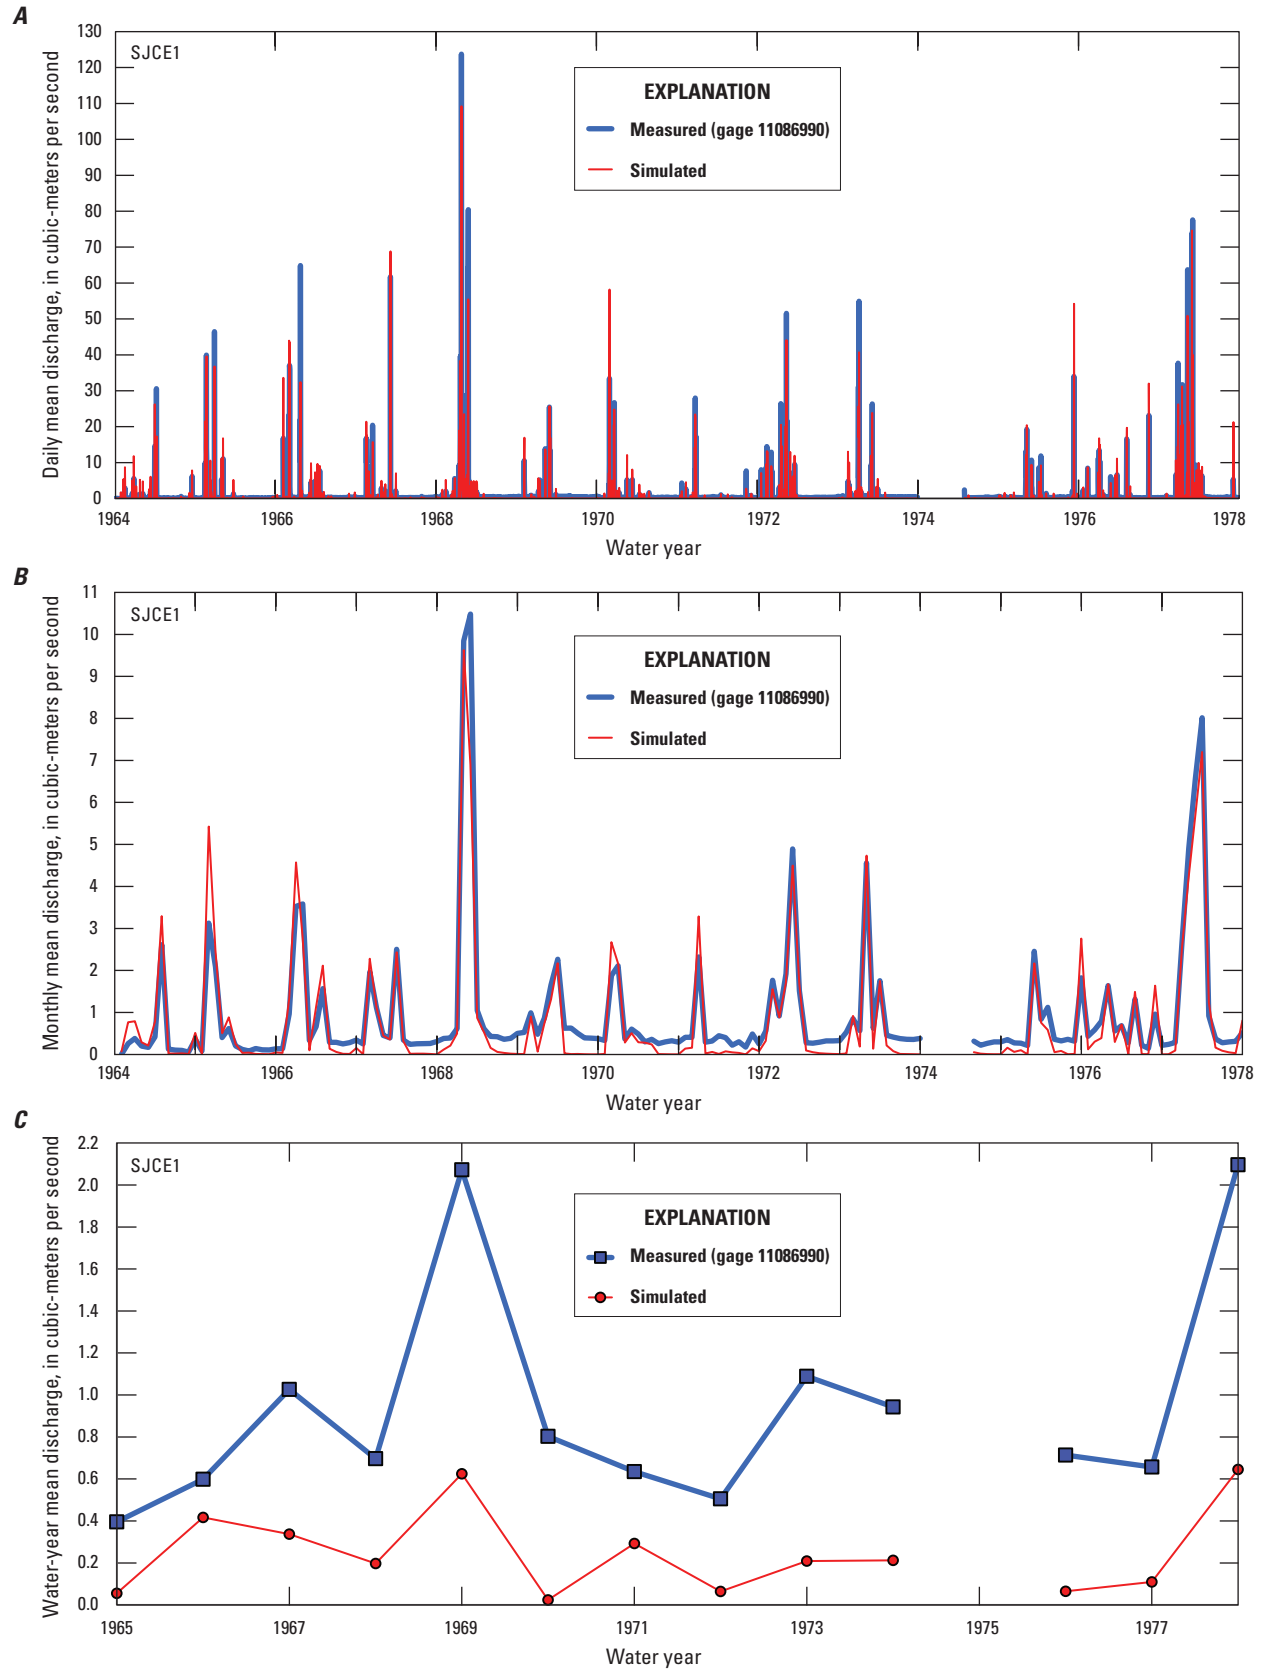 A
Daily mean discharge, in cubic-meters per second
130
120
110
100
90
80
70
60
50
40
30
20
10
0
SJCE1
EXPLANATION
Measured (gage 11086990)
Simulated
1964 1966 1968 1970 1972 1974 1976 1978
Water year
B
Monthly mean discharge, in cubic-meters per second
11
10
9
8
7
6
5
4
3
2
1
0
SJCE1
EXPLANATION
Measured (gage 11086990)
Simulated
1964 1966 1968 1970 1972 1974 1976 1978
Water year
C
Water-year mean discharge, in cubic-meters per second
2.2
2.0
1.8
1.6
1.4
1.2
1.0
0.8
0.6
0.4
0.2
0.0
SJCE1
EXPLANATION
Measured (gage 11086990)
Simulated
1965 1967 1969 1971 1973 1975 1977
Water year